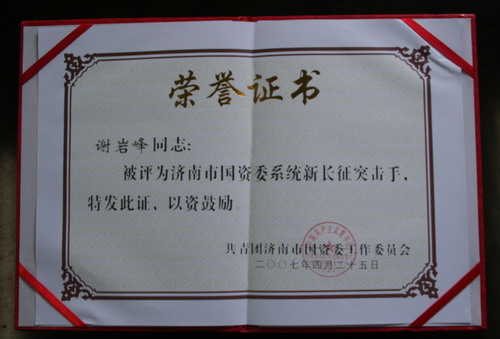 荣誉证书
谢岩峰同志:
被评为济南市国资委系统新长征突击手,
特发此证,以资鼓励
共青团济南市国资委工作委员会
二〇〇七年四月二十五日